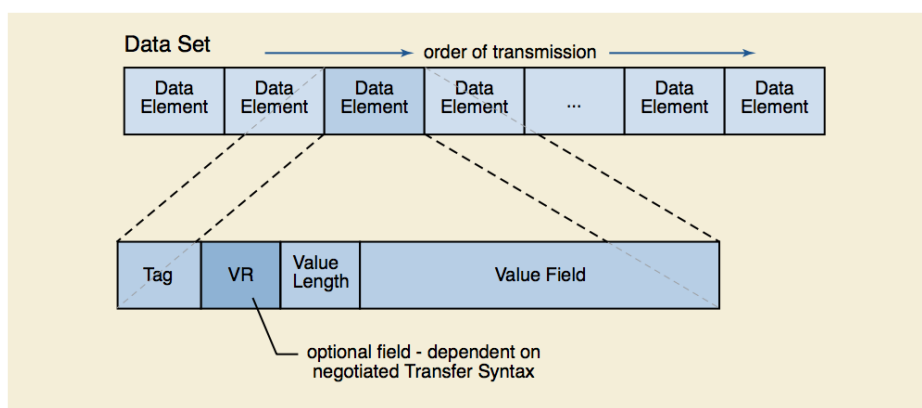 Data Set
order of transmission
Data Element
Data Element
Data Element
Data Element
...
Data Element
Data Element
Tag
VR
Value Length
Value Field
optional field - dependent on
negotiated Transfer Syntax